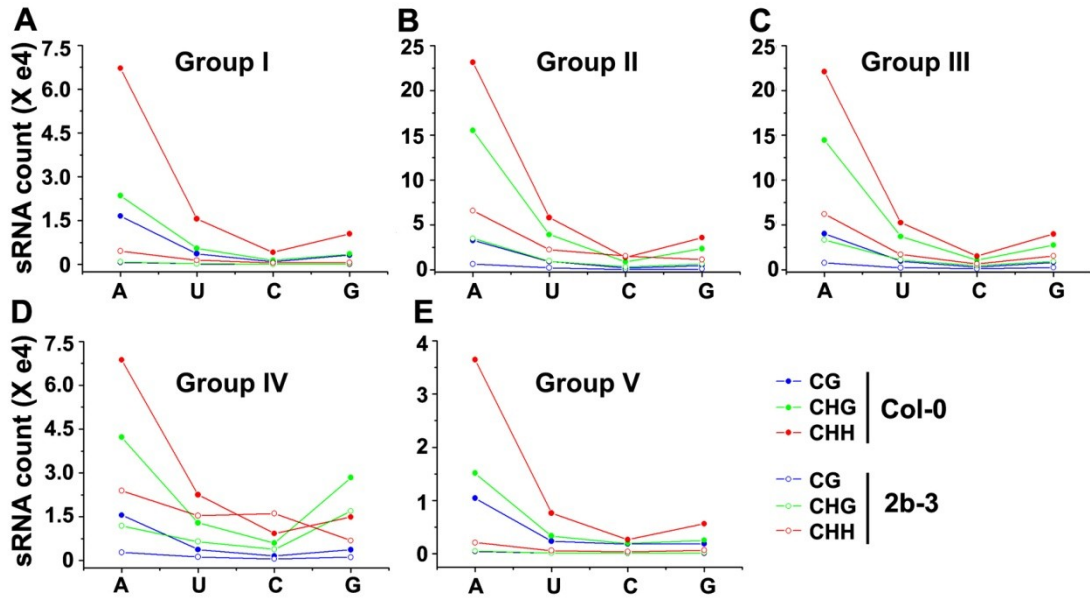 A
B
C
sRNA count (X e4)
Group I
Group II
Group III
7.5
6.0
4.5
3.0
1.5
0
25
20
15
10
5
0
25
20
15
10
5
0
A U C G
A U C G
A U C G
D
E
sRNA count (X e4)
Group IV
Group V
7.5
6.0
4.5
3.0
1.5
0
4
3
2
1
0
A U C G
A U C G
CG
CHG
CHH
Col-0
CG
CHG
CHH
2b-3